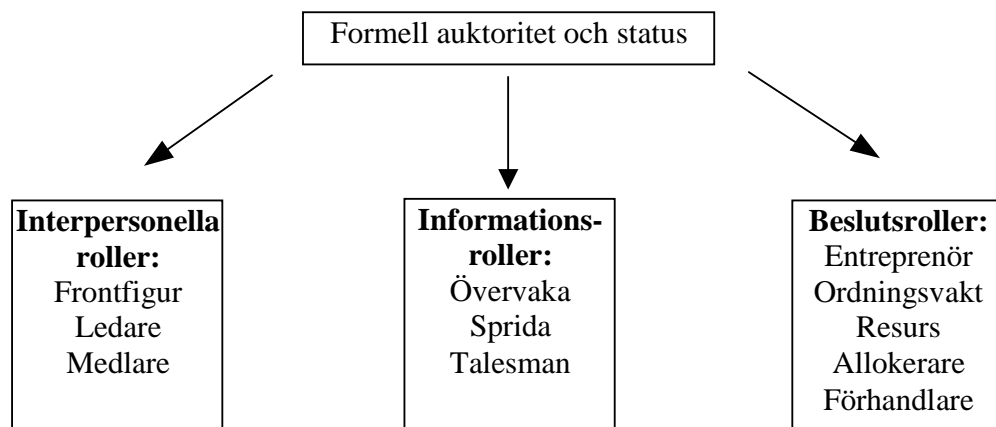 Formell auktoritet och status
Interpersonella
roller:
Frontfigur
Ledare
Medlare
Informations-
roller:
Övervaka
Sprida
Talesman
Beslutsroller:
Entreprenör
Ordningsvakt
Resurs
Allokerare
Förhandlare